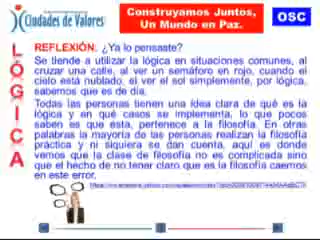 Ciudades de Valores
Construyamos Juntos,
Un Mundo en Paz.
OSC
LÓGICA
REFLEXIÓN: ¿Ya lo pensaste?
Se tiende a utilizar la lógica en situaciones comunes, al
cruzar una calle, al ver un semáforo en rojo, cuando el
cielo está nublado, el ver el sol simplemente, por lógica,
sabemos que es de día.
Todas las personas tienen una idea clara de qué es la
lógica y en qué casos se implementa, lo que pocos
saben es que esta, pertenece a la filosofía. En otras
palabras la mayoría de las personas realizan la filosofía
práctica y ni siquiera se dan cuenta, aquí es donde
vemos que la clase de filosofía no es complicada sino
que el hecho de no tener claro que es la filosofía caemos
en este error.